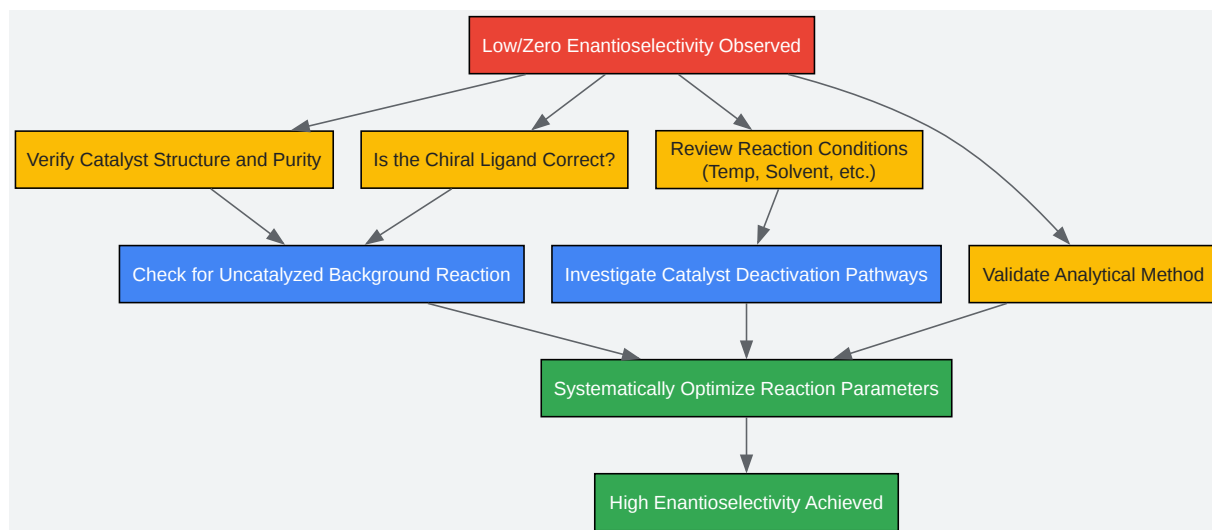 Low/Zero Enantioselectivity Observed
Verify Catalyst Structure and Purity
Is the Chiral Ligand Correct?
Review Reaction Conditions
(Temp, Solvent, etc.)
Check for Uncatalyzed Background Reaction
Investigate Catalyst Deactivation Pathways
Validate Analytical Method
Systematically Optimize Reaction Parameters
High Enantioselectivity Achieved